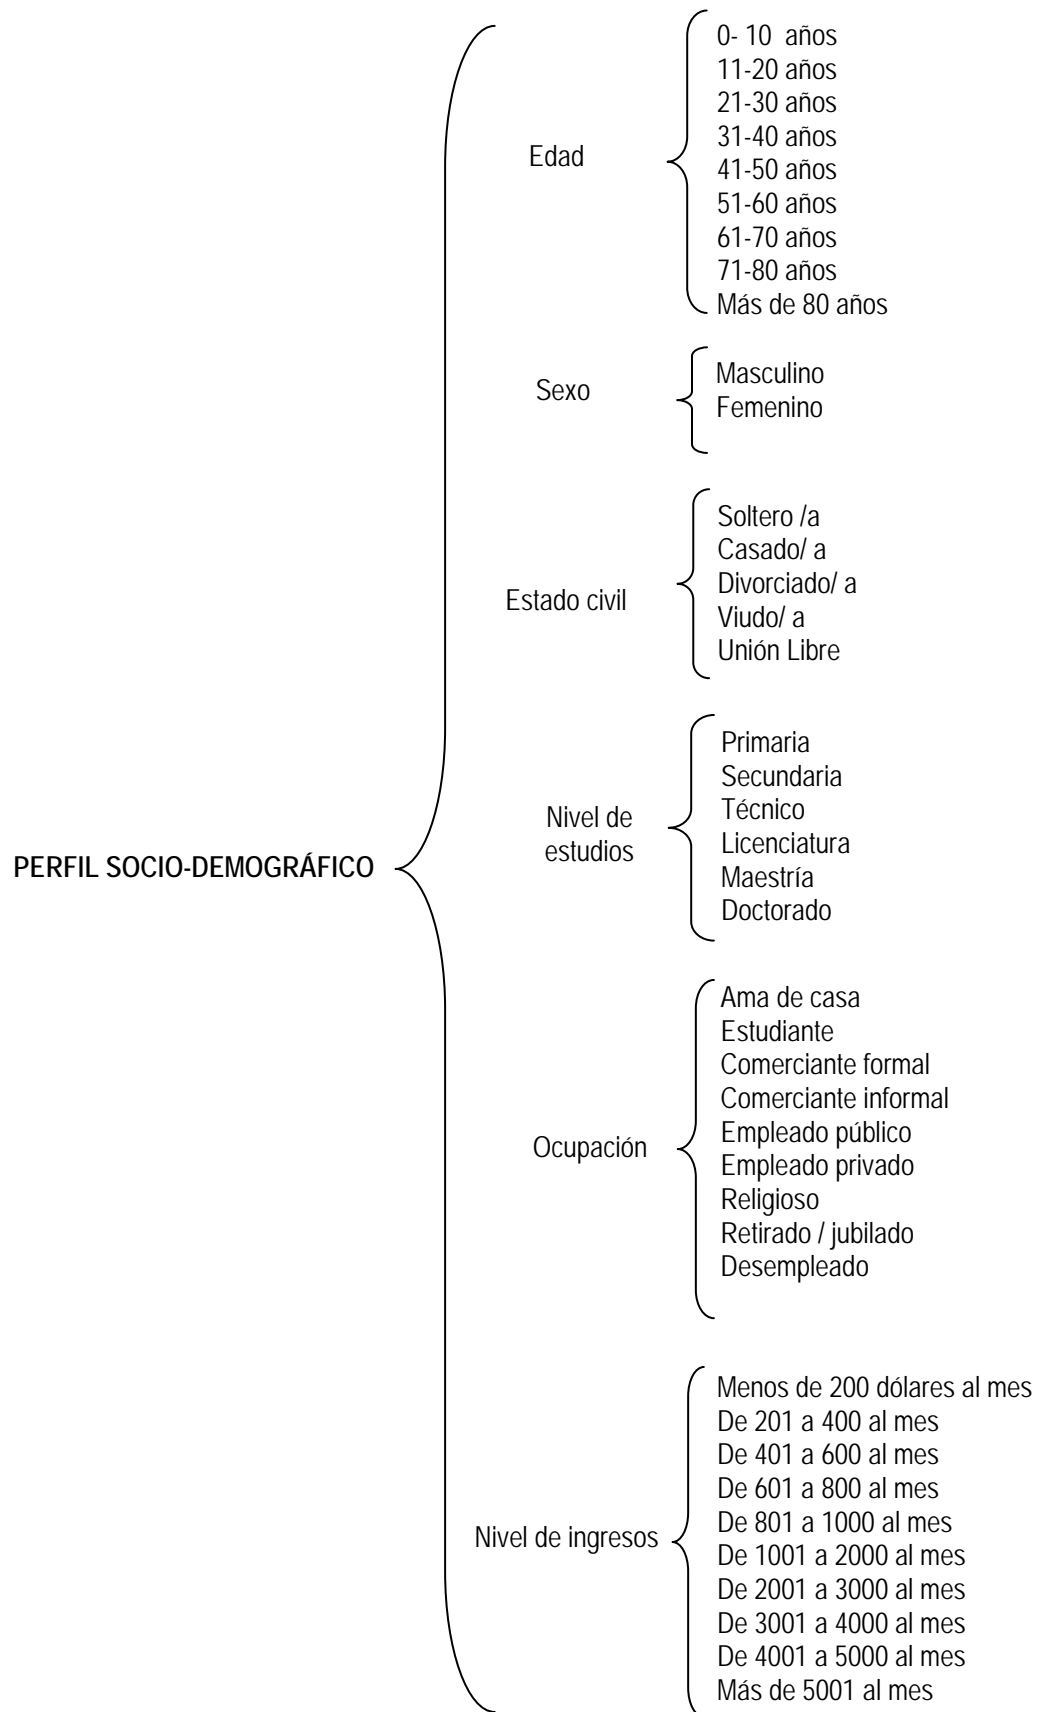 PERFIL SOCIO-DEMOGRÁFICO
Edad
0- 10 años
11-20 años
21-30 años
31-40 años
41-50 años
51-60 años
61-70 años
71-80 años
Más de 80 años
Sexo
Masculino
Femenino
Estado civil
Soltero /a
Casado/ a
Divorciado/ a
Viudo/ a
Unión Libre
Nivel de
estudios
Primaria
Secundaria
Técnico
Licenciatura
Maestría
Doctorado
Ocupación
Ama de casa
Estudiante
Comerciante formal
Comerciante informal
Empleado público
Empleado privado
Religioso
Retirado / jubilado
Desempleado
Nivel de ingresos
Menos de 200 dólares al mes
De 201 a 400 al mes
De 401 a 600 al mes
De 601 a 800 al mes
De 801 a 1000 al mes
De 1001 a 2000 al mes
De 2001 a 3000 al mes
De 3001 a 4000 al mes
De 4001 a 5000 al mes
Más de 5001 al mes